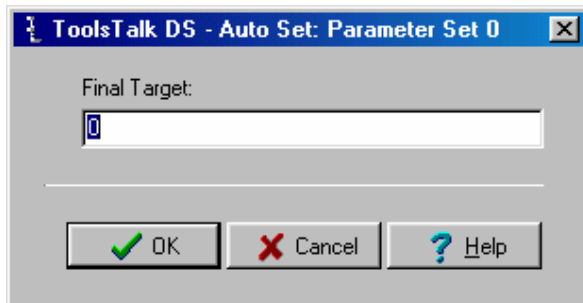 ToolsTalk DS - Auto Set: Parameter Set 0
Final Target:
0
OK Cancel Help